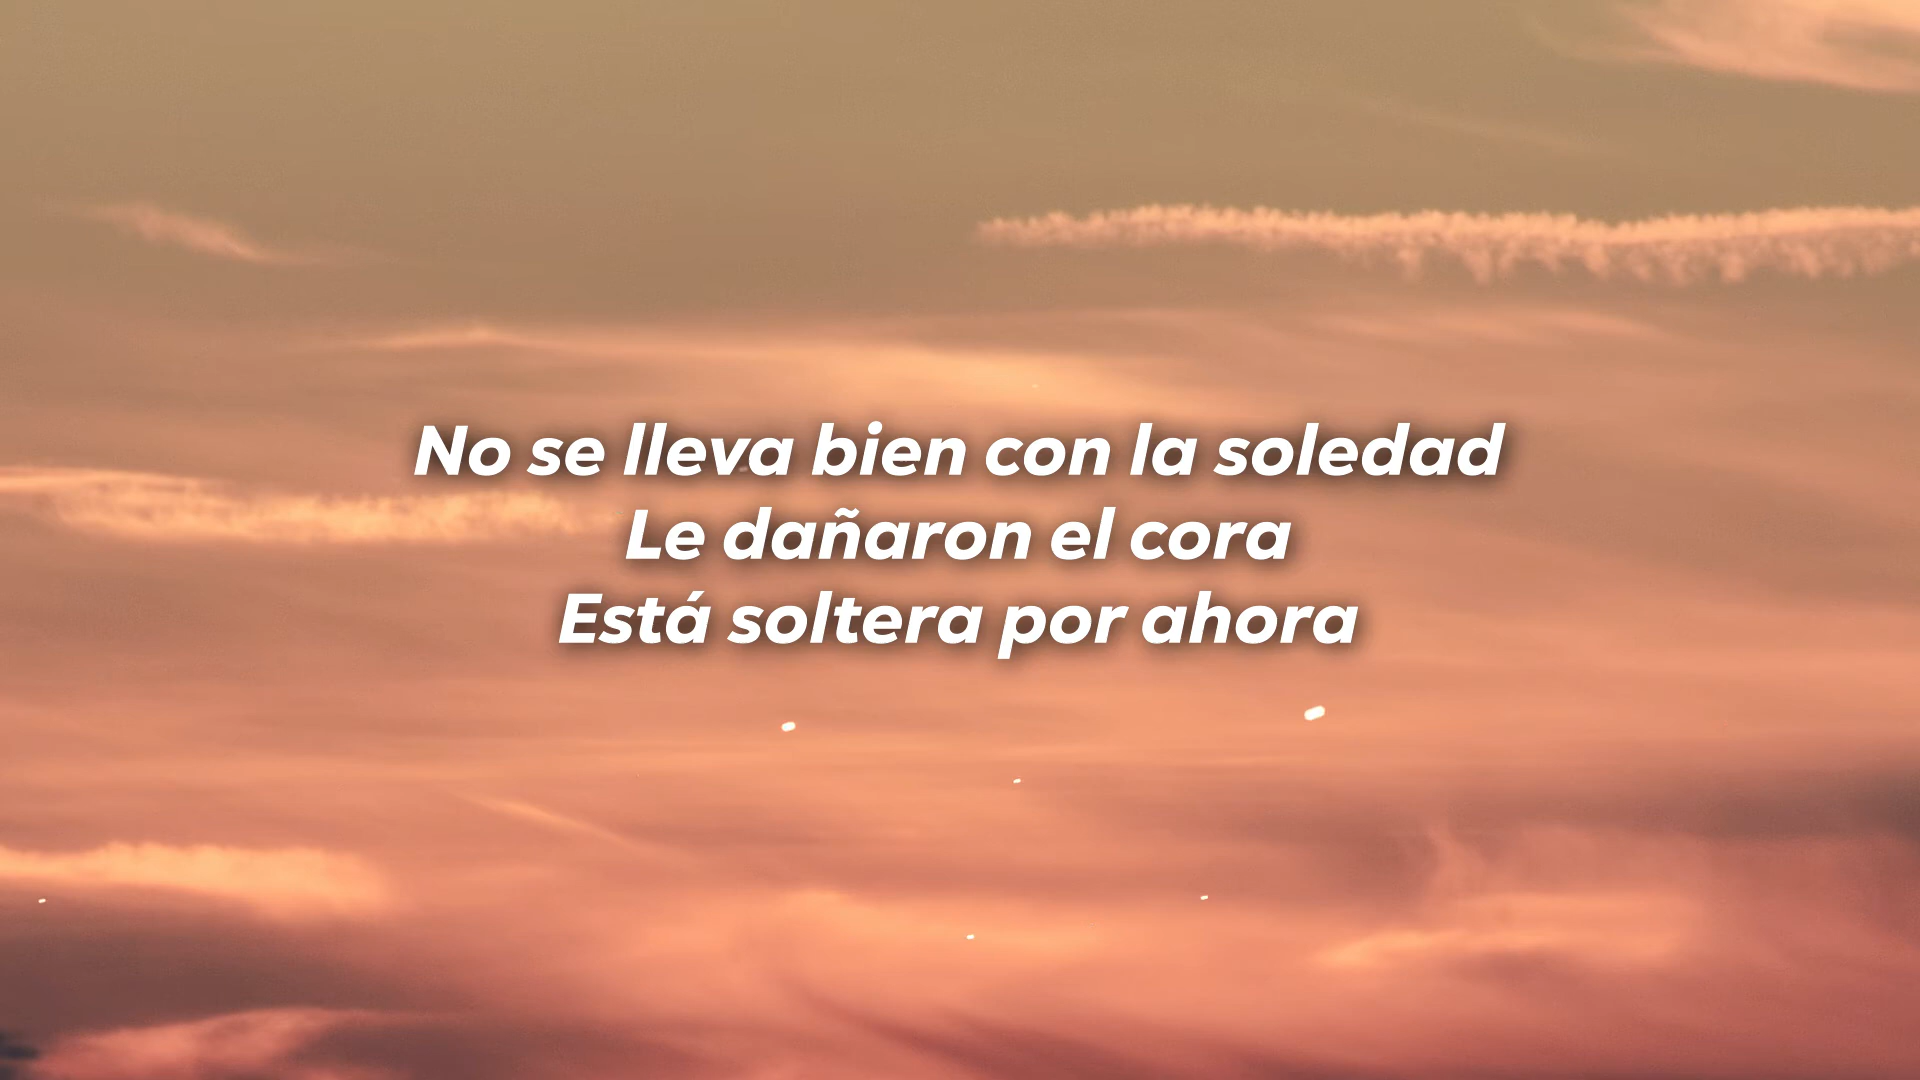 No se lleva bien con la soledad
Le dañaron el cora
Está soltera por ahora